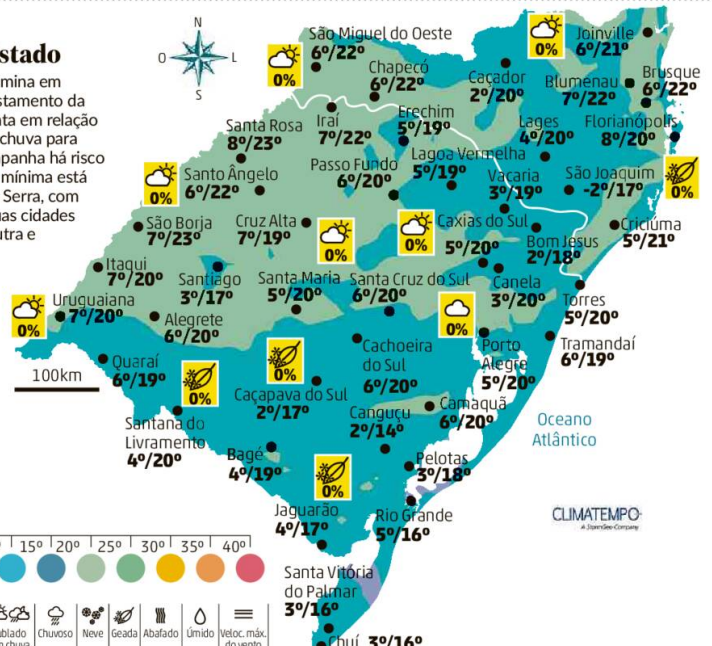 stado
mina em
stamento da
ta em relação
chuva para
panha há risco
mínima está
Serra, com
uas cidades
utra e
N
O
L
S
0%
São Miguel do Oeste
6º/22º
Chapecó
6º/22º
Caçador
2º/20º
0%
Joinville
6º/21º
Blumenau
7º/22º
Brusque
6º/22º
Iraí
7º/22º
Erechim
5º/19º
Lages
4º/20º
Florianópolis
8º/20º
Santa Rosa
8º/23º
Passo Fundo
6º/20º
Lagoa Vermelha
5º/19º
Vacaria
3º/19º
São Joaquim
-2º/17º
0%
0%
Santo Ângelo
6º/22º
São Borja
7º/23º
Cruz Alta
7º/19º
0%
0%
Caxias do Sul
5º/20º
Bom Jesus
2º/18º
Criciúma
5º/21º
Itaqui
7º/20º
Santiago
3º/17º
Santa Maria
5º/20º
Santa Cruz do Sul
6º/20º
Canela
3º/20º
Torres
5º/20º
0%
Uruguaiana
7º/20º
Alegrete
6º/20º
0%
Porto
Alegre
5º/20º
Tramandaí
6º/19º
Quaraí
6º/19º
0%
0%
Cachoeira
do Sul
6º/20º
100km
Caçapava do Sul
2º/17º
Canguçu
2º/14º
Camaquã
6º/20º
Oceano
Atlântico
Santana do
Livramento
4º/20º
Bagé
4º/19º
0%
Pelotas
3º/18º
Jaguarão
4º/17º
Rio Grande
5º/16º
CLIMATEMPO
A StormGeo Company
15º 20º 25º 30º 35º 40º
Santa Vitória
do Palmar
3º/16º
Chuí 3º/16º
ublado
m chuva
Chuvoso
Neve
Geada
Abafado
Úmido
Veloc. máx.
do vento